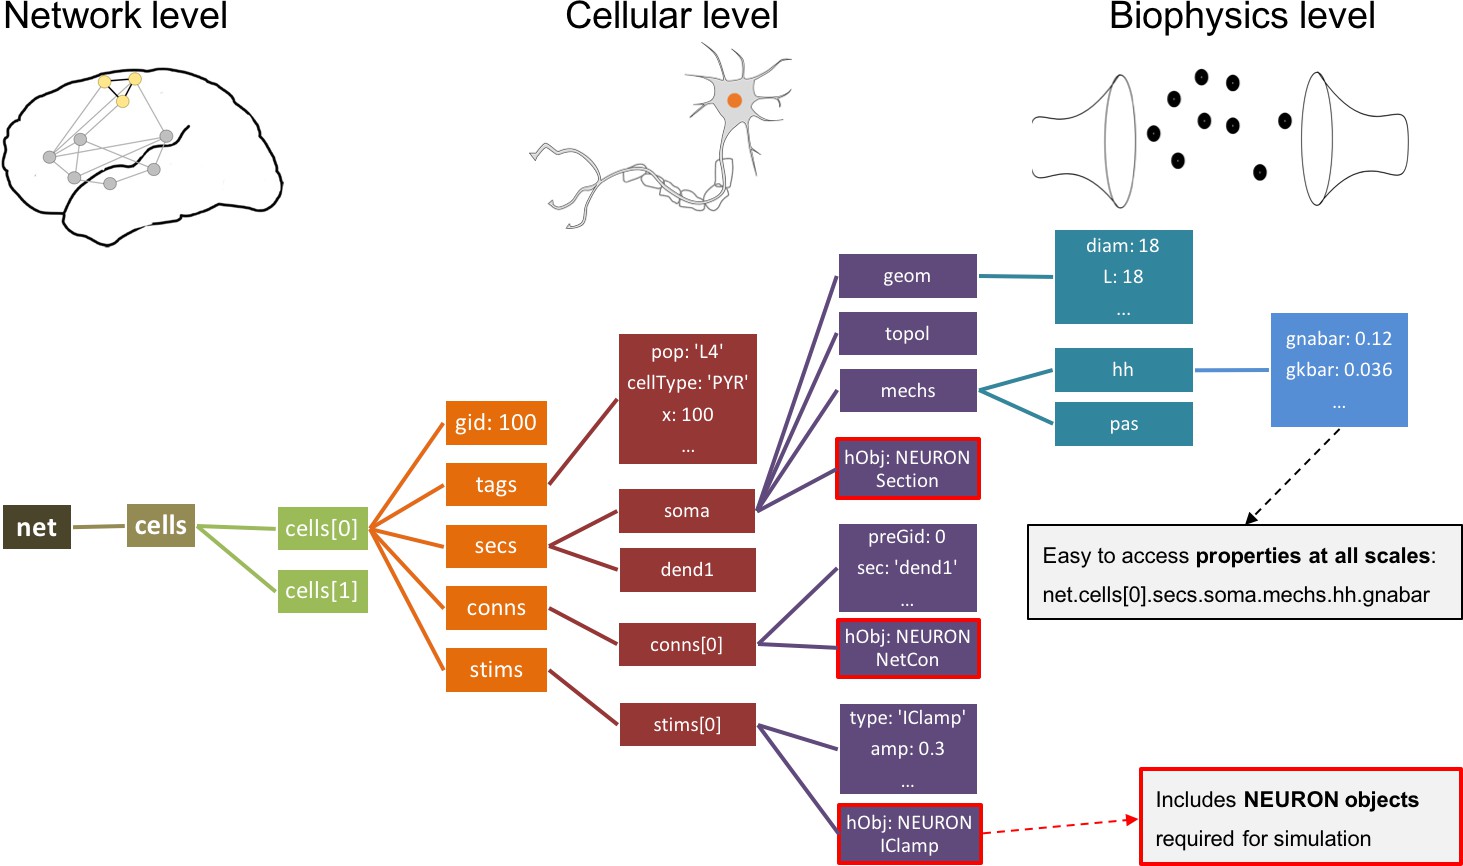 Network level
Cellular level
Biophysics level
net
cells
cells[0]
cells[1]
gid: 100
tags
secs
conns
stims
pop: 'L4'
cellType: 'PYR'
x: 100
...
soma
dend1
conns[0]
stims[0]
geom
topol
mechs
hObj: NEURON
Section
preGid: 0
sec: 'dend1'
...
hObj: NEURON
NetCon
type: 'IClamp'
amp: 0.3
...
hObj: NEURON
IClamp
diam: 18
L: 18
...
hh
pas
gnabar: 0.12
gkbar: 0.036
...
Easy to access properties at all scales:
net.cells[0].secs.soma.mechs.hh.gnabar
Includes NEURON objects
required for simulation